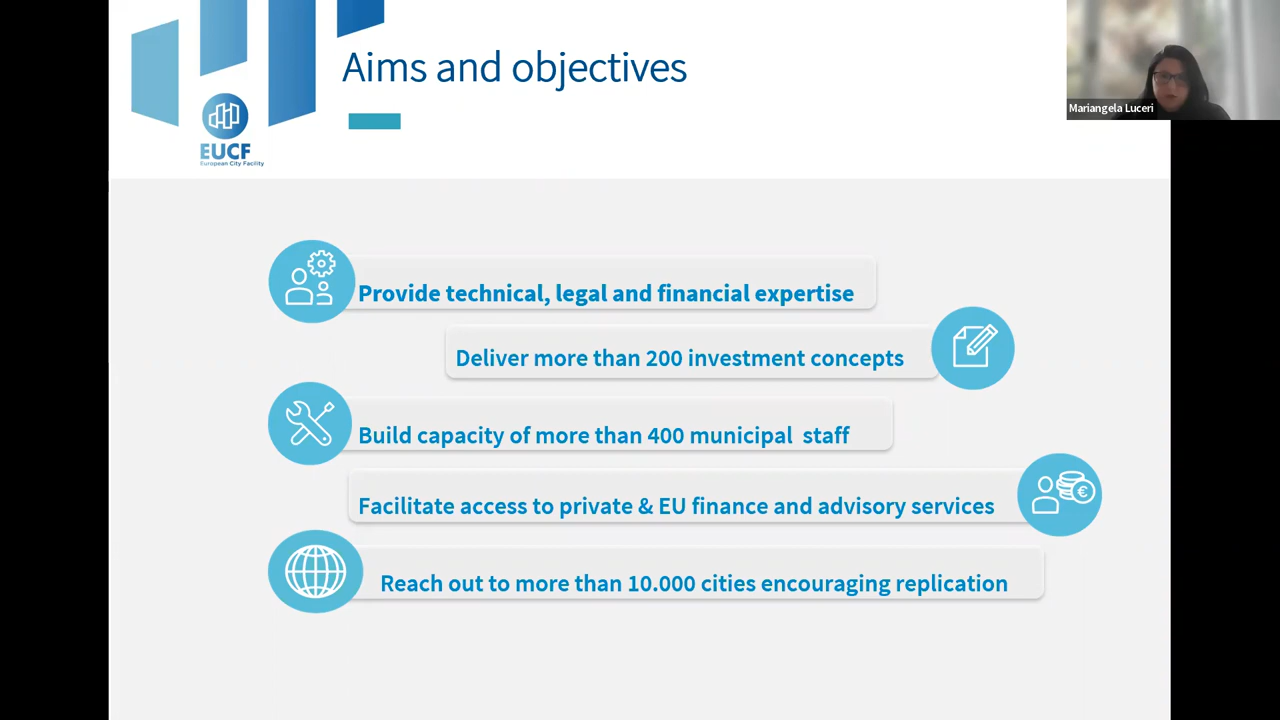 Aims and objectives
Mariangela Luceri
EUCF
European City Facility
Provide technical, legal and financial expertise
Deliver more than 200 investment concepts
Build capacity of more than 400 municipal staff
Facilitate access to private & EU finance and advisory services
€
Reach out to more than 10.000 cities encouraging replication